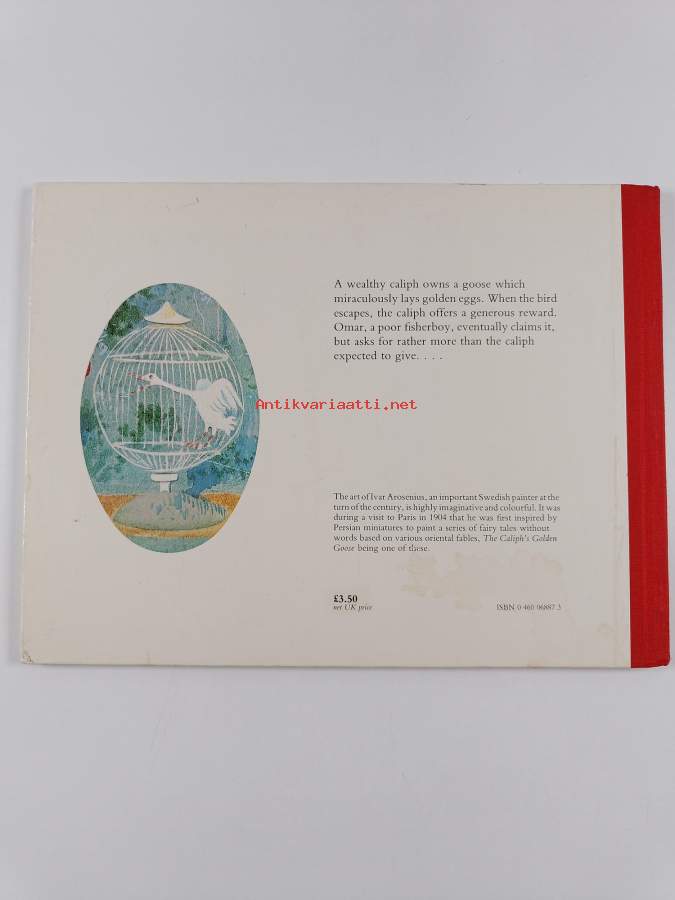 A wealthy caliph owns a goose which
miraculously lays golden eggs. When the bird
escapes, the caliph offers a generous reward.
Omar, a poor fisherboy, eventually claims it,
but asks for rather more than the caliph
expected to give. . . .
Antikvariaatti.net
The art of Ivar Arosenius, an important Swedish painter at the
turn of the century, is highly imaginative and colourful. It was
during a visit to Paris in 1904 that he was first inspired by
Persian miniatures to paint a series of fairy tales without
words based on various oriental fables, The Caliph's Golden
Goose being one of these.
£3.50
net UK price
ISBN 0 460 06887 3